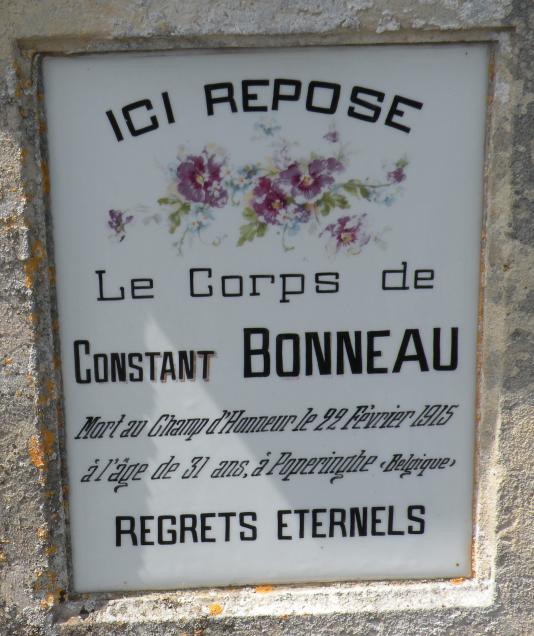 ICI REPOSE
Le Corps de
CONSTANT BONNEAU
Mort au Champ d'Honneur le 22 Février 1915
à l'âge de 31 ans, à Poperinghe ‹Belgique›
REGRETS ETERNELS